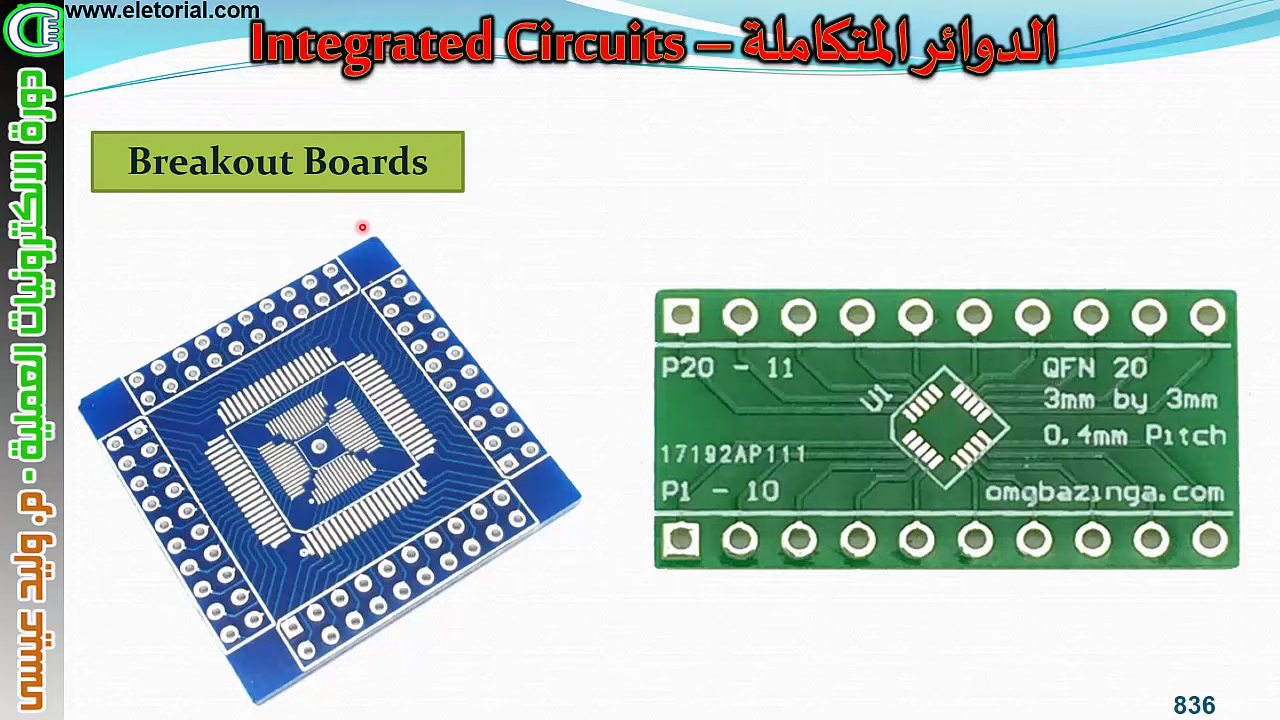 www.eletorial.com
Integrated Circuits – الدوائر المتكاملة
دورة الالكترونيات العملية - م. وليد عيسى
Breakout Boards
P20 - 11
QFN 20
U1
3mm by 3mm
0.4mm Pitch
17192AP111
P1 - 10
omgbazinga.com
836